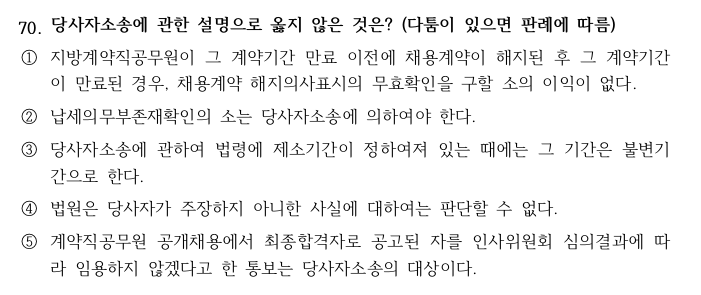 70. 당사자소송에 관한 설명으로 옳지 않은 것은? (다툼이 있으면 판례에 따름)
① 지방계약직공무원이 그 계약기간 만료 이전에 채용계약이 해지된 후 그 계약기간
이 만료된 경우, 채용계약 해지의사표시의 무효확인을 구할 소의 이익이 없다.
② 납세의무부존재확인의 소는 당사자소송에 의하여야 한다.
③ 당사자소송에 관하여 법령에 제소기간이 정하여져 있는 때에는 그 기간은 불변기
간으로 한다.
④ 법원은 당사자가 주장하지 아니한 사실에 대하여는 판단할 수 없다.
⑤ 계약직공무원 공개채용에서 최종합격자로 공고된 자를 인사위원회 심의결과에 따
라 임용하지 않겠다고 한 통보는 당사자소송의 대상이다.